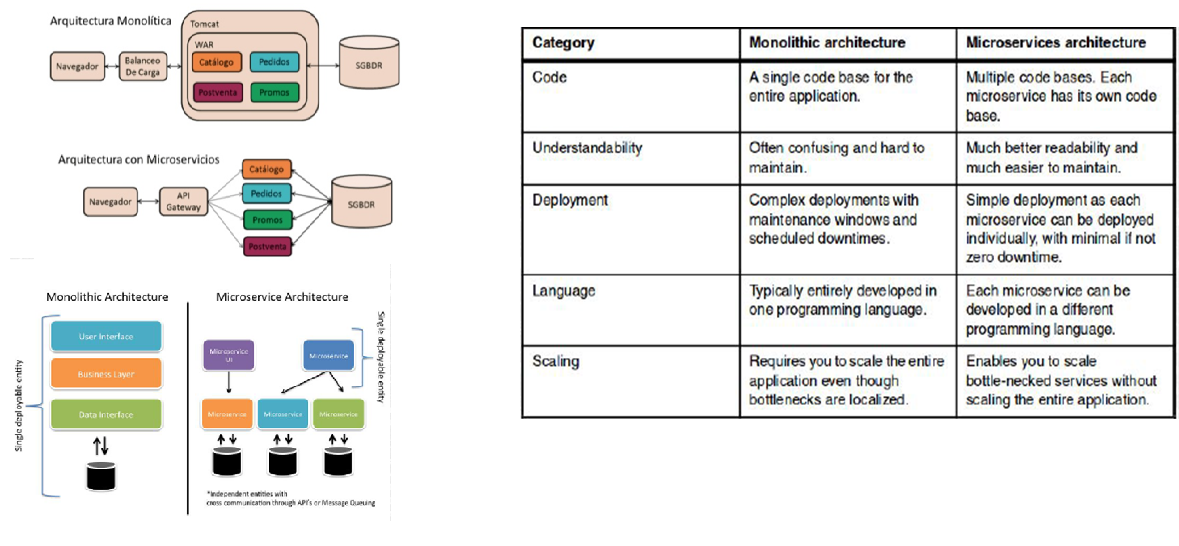 Arquitectura Monolítica
Tomcat
WAR
Navegador
Balanceo
De Carga
Catálogo
Pedidos
Postventa
Promos
SGBDR
Arquitectura con Microservicios
Navegador
API
Gateway
Catálogo
Pedidos
Promos
Postventa
SGBDR
Monolithic Architecture
Single deployable entity
User Interface
Business Layer
Data Interface
Microservice Architecture
Single deployable entity
Microservice
UI
Microservice
Microservice
Microservice
Microservice
*Independent entities with
cross communication through API's or Message Queuing
Category
Monolithic architecture
Microservices architecture
Code
A single code base for the
entire application.
Multiple code bases. Each
microservice has its own code
base.
Understandability
Often confusing and hard to
maintain.
Much better readability and
much easier to maintain.
Deployment
Complex deployments with
maintenance windows and
scheduled downtimes.
Simple deployment as each
microservice can be deployed
individually, with minimal if not
zero downtime.
Language
Typically entirely developed in
one programming language.
Each microservice can be
developed in a different
programming language.
Scaling
Requires you to scale the entire
application even though
bottlenecks are localized.
Enables you to scale
bottle-necked services without
scaling the entire application.